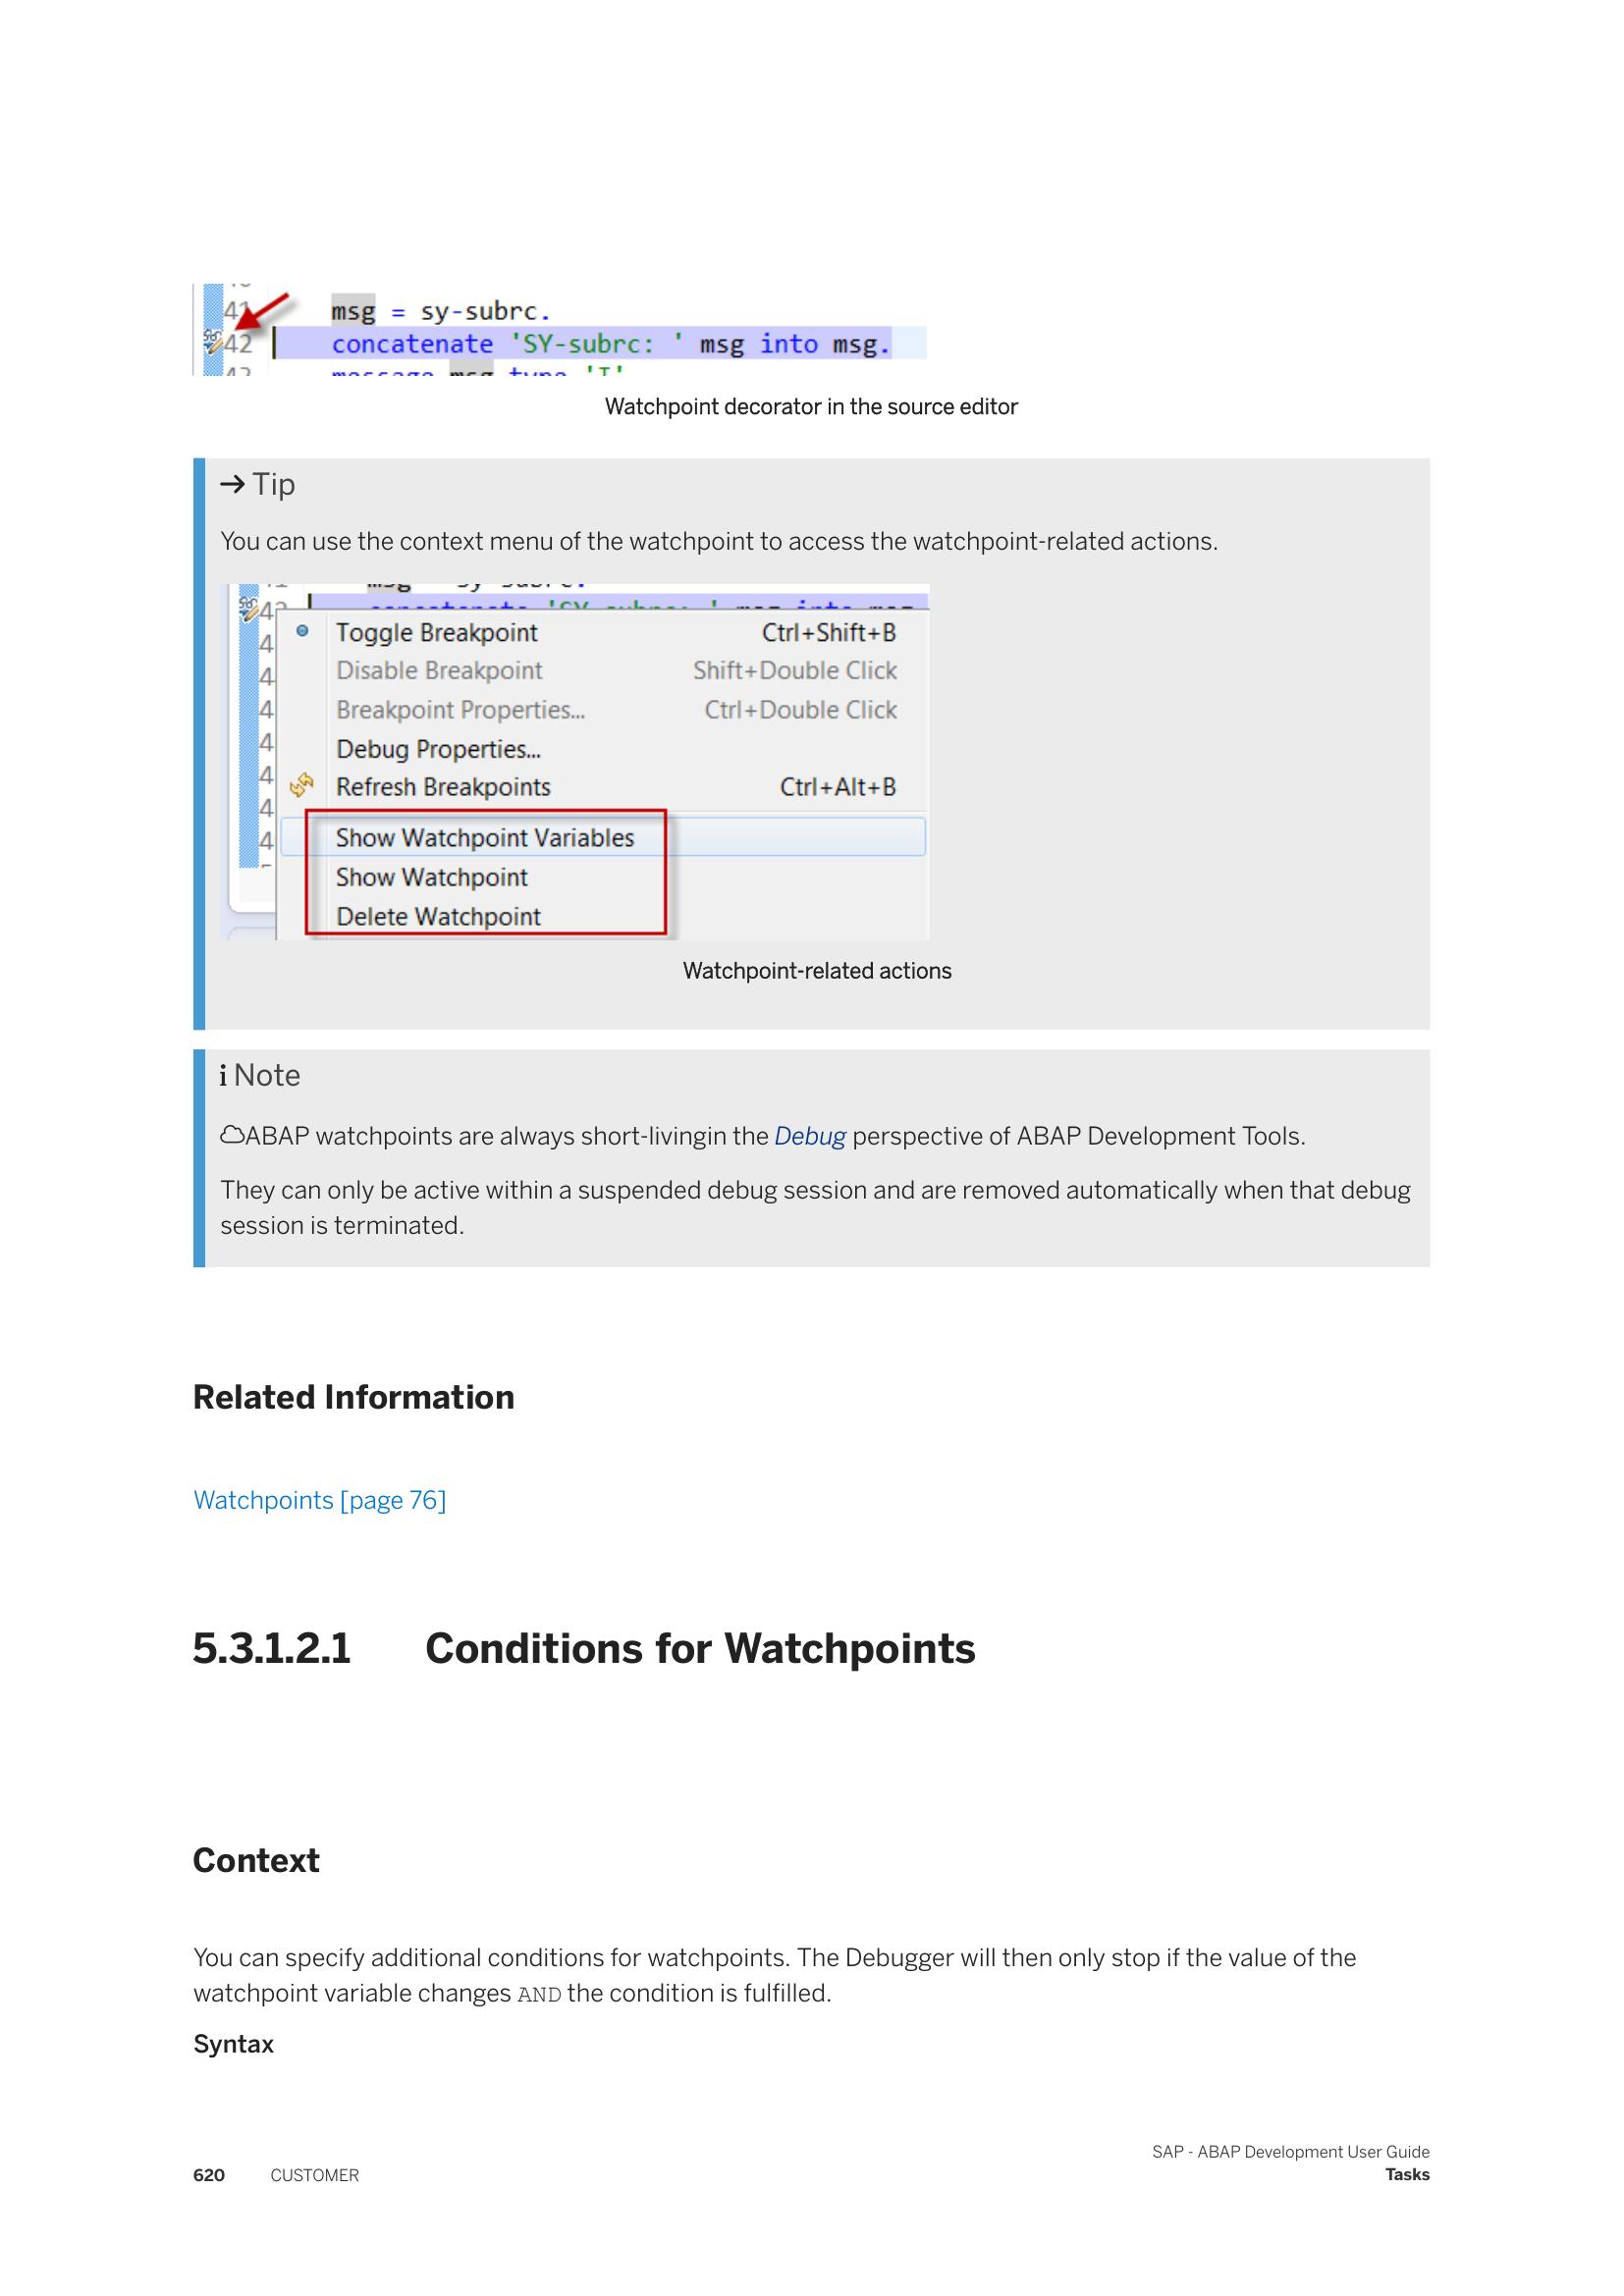 41 msg = sy-subrc.
42 concatenate 'SY-subrc: ' msg into msg.
message msg type 'I'
Watchpoint decorator in the source editor
→ Tip
You can use the context menu of the watchpoint to access the watchpoint-related actions.
Toggle Breakpoint Ctrl+Shift+B
Disable Breakpoint Shift+Double Click
Breakpoint Properties... Ctrl+Double Click
Debug Properties...
Refresh Breakpoints Ctrl+Alt+B
Show Watchpoint Variables
Show Watchpoint
Delete Watchpoint
Watchpoint-related actions
i Note
ABAP watchpoints are always short-livingin the Debug perspective of ABAP Development Tools.
They can only be active within a suspended debug session and are removed automatically when that debug
session is terminated.
Related Information
Watchpoints [page 76]
5.3.1.2.1 Conditions for Watchpoints
Context
You can specify additional conditions for watchpoints. The Debugger will then only stop if the value of the
watchpoint variable changes AND the condition is fulfilled.
Syntax
SAP - ABAP Development User Guide
620 CUSTOMER Tasks